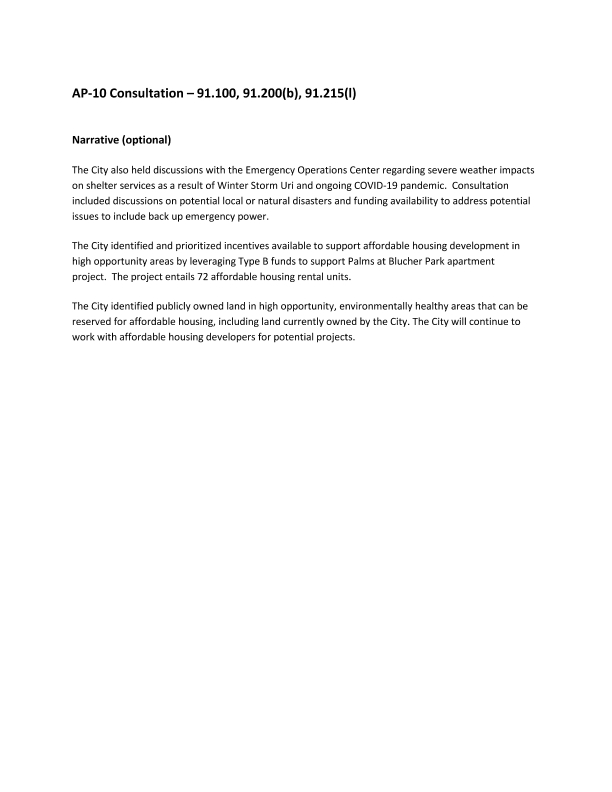 AP-10 Consultation – 91.100, 91.200(b), 91.215(l)
Narrative (optional)
The City also held discussions with the Emergency Operations Center regarding severe weather impacts
on shelter services as a result of Winter Storm Uri and ongoing COVID-19 pandemic.  Consultation
included discussions on potential local or natural disasters and funding availability to address potential
issues to include back up emergency power.
The City identified and prioritized incentives available to support affordable housing development in
high opportunity areas by leveraging Type B funds to support Palms at Blucher Park apartment
project.  The project entails 72 affordable housing rental units.
The City identified publicly owned land in high opportunity, environmentally healthy areas that can be
reserved for affordable housing, including land currently owned by the City. The City will continue to
work with affordable housing developers for potential projects.